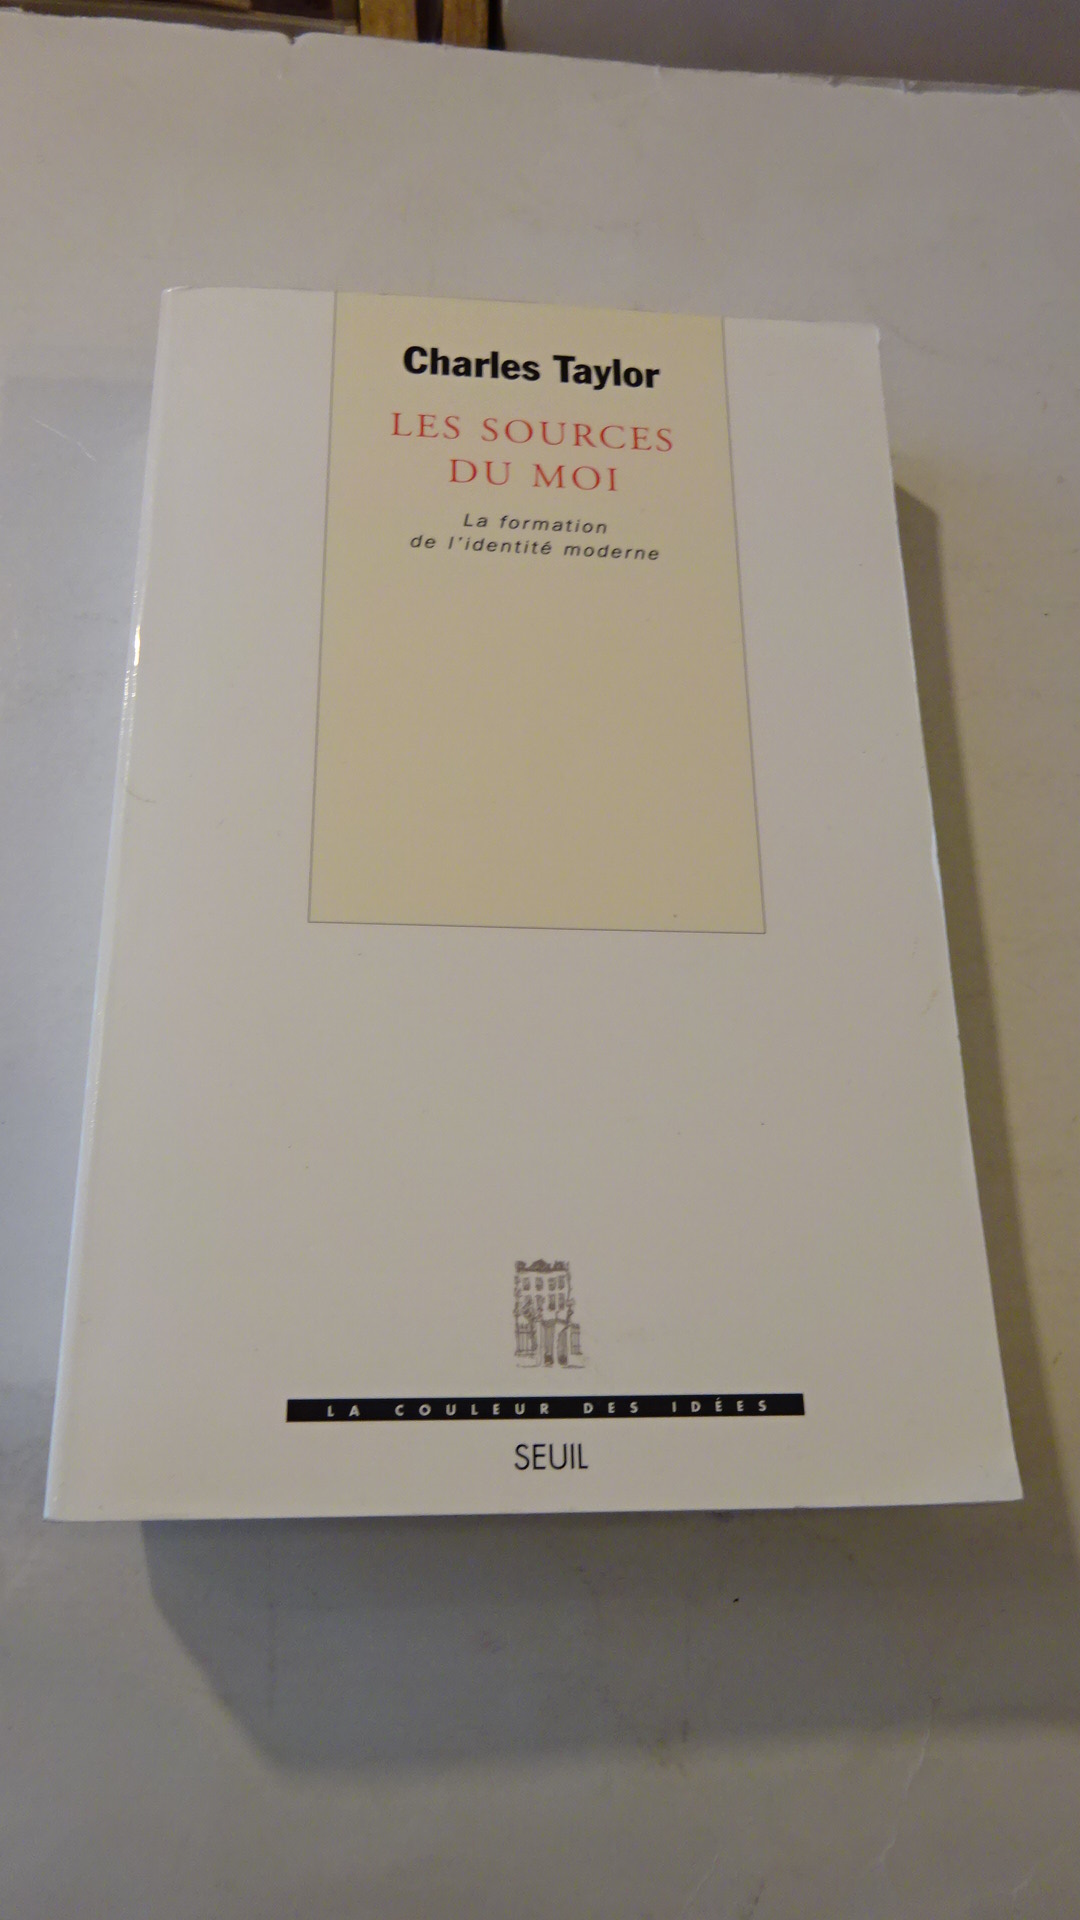 Charles Taylor
LES SOURCES
DU MOI
La formation
de l'identité moderne
LA COULEUR DES IDÉES
SEUIL